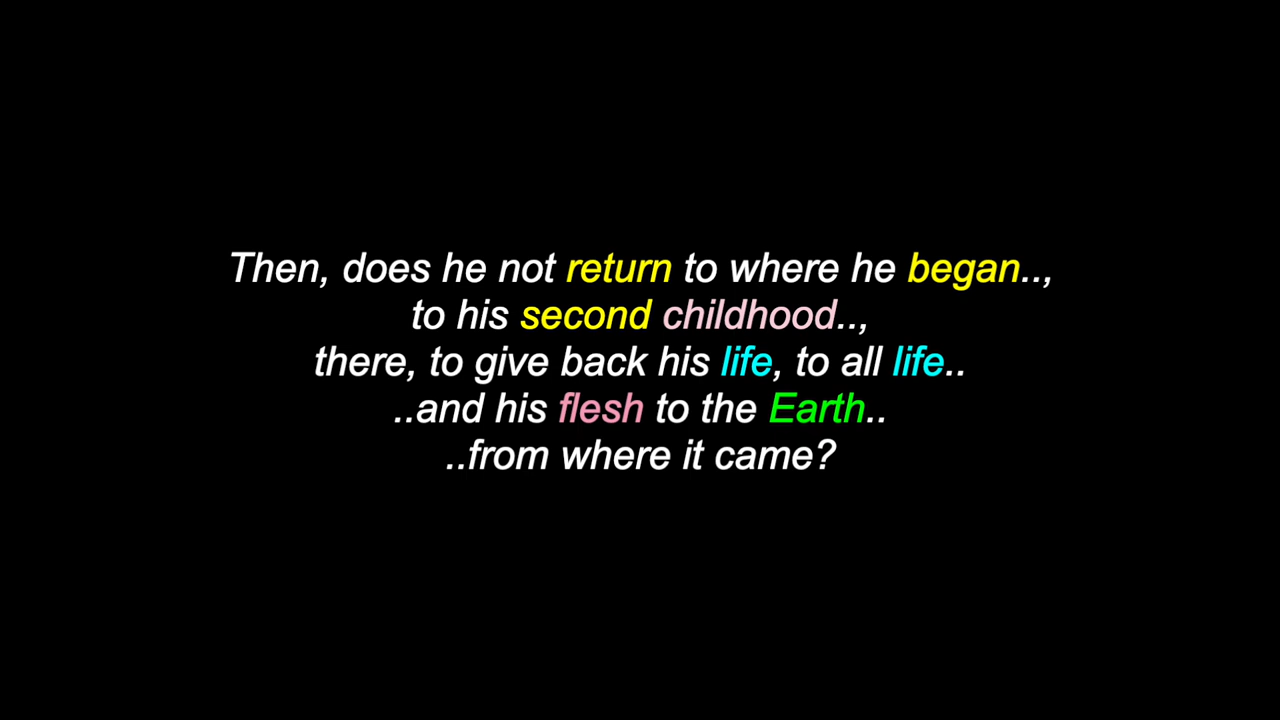 Then, does he not return to where he began..,
to his second childhood..,
there, to give back his life, to all life..
..and his flesh to the Earth..
..from where it came?